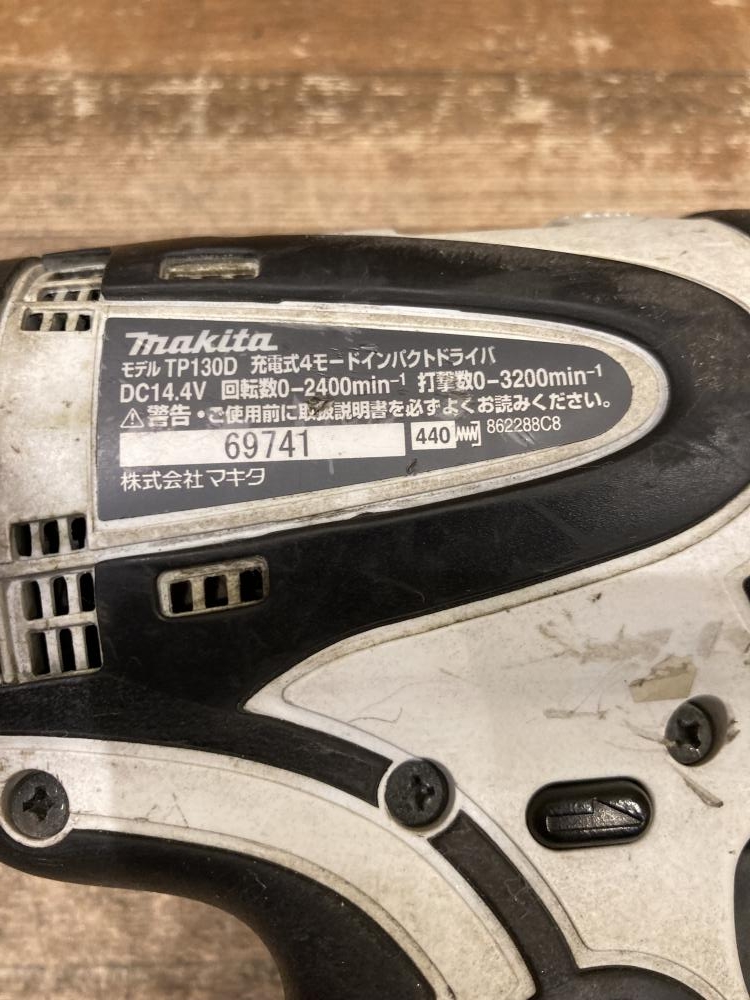 makita
モデル TP130D 充電式4モードインパクトドライバ
DC14.4V 回転数0-2400min⁻¹ 打撃数0-3200min⁻¹
⚠警告・ご使用前に取扱説明書を必ずよくお読みください。
69741 440 862288C8
株式会社マキタ